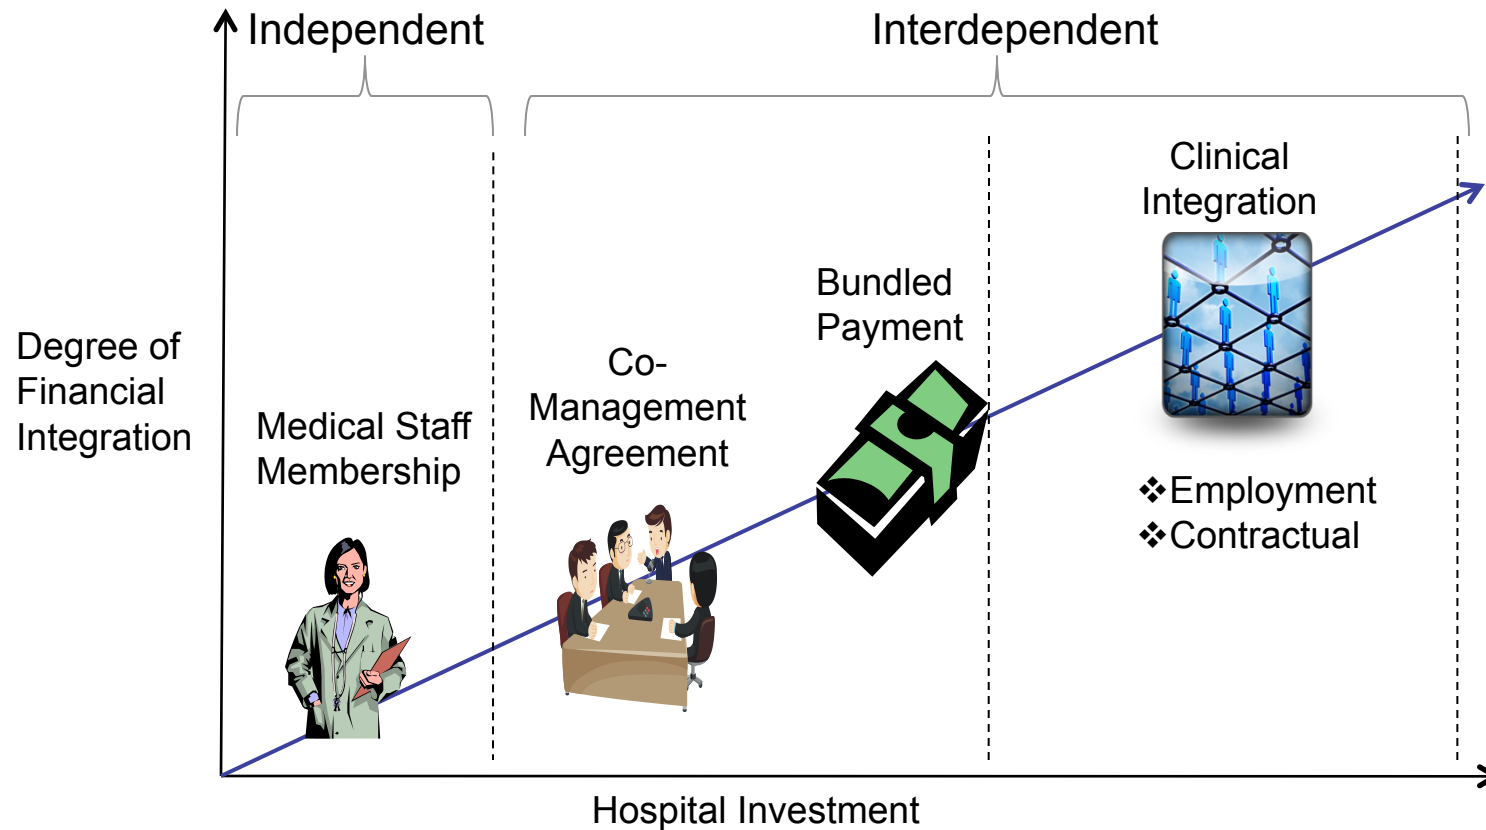 Independent
Interdependent
Clinical
Integration
Bundled
Payment
Degree of
Financial
Integration
Co-
Management
Agreement
Medical Staff
Membership
❖Employment
❖Contractual
Hospital Investment